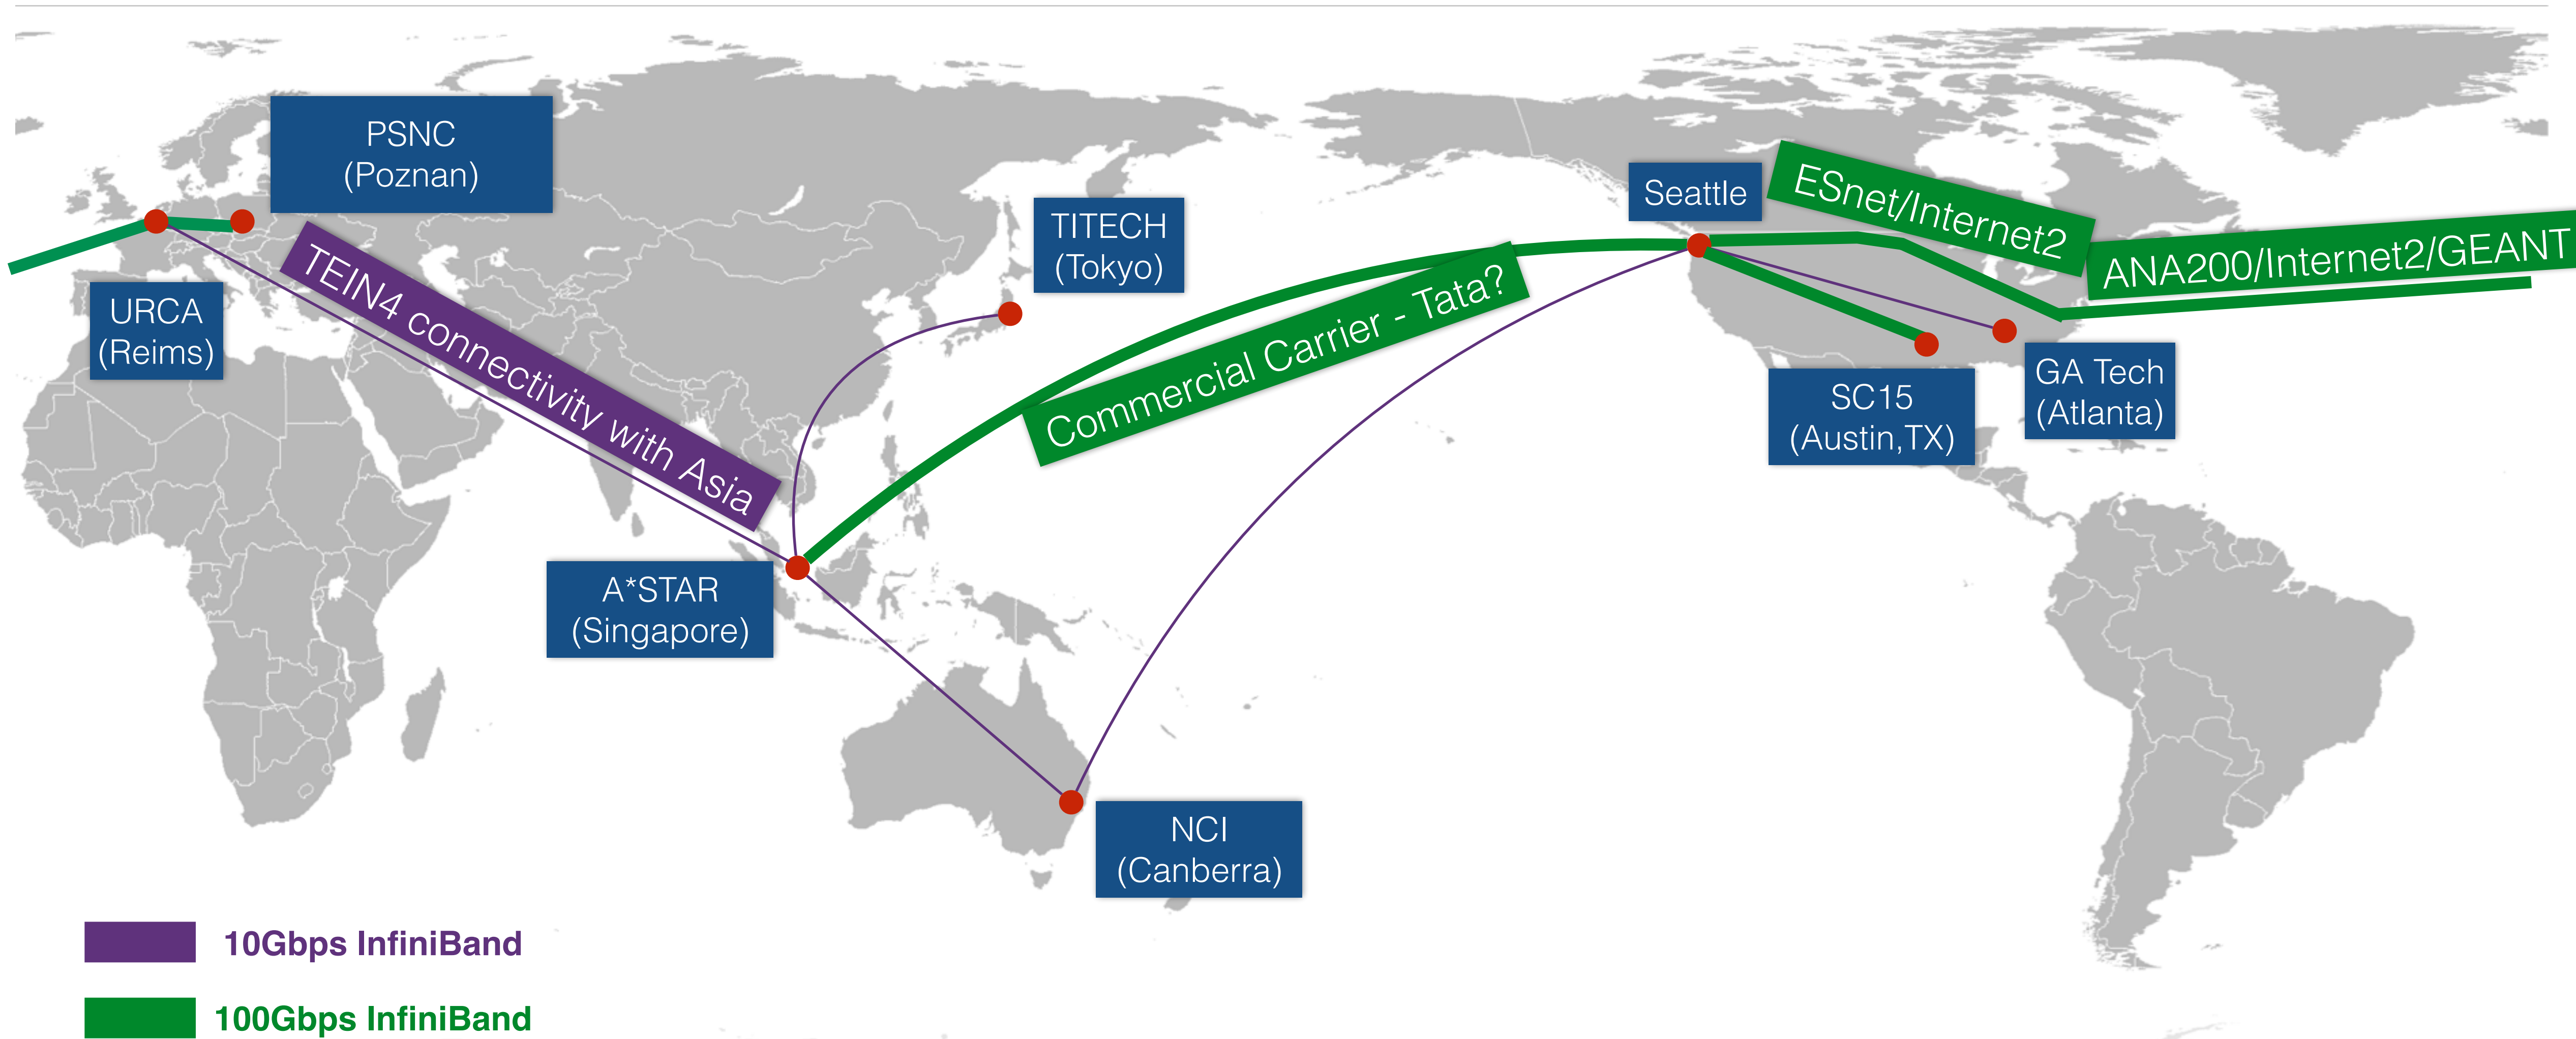 PSNC
(Poznan)
URCA
(Reims)
TEIN4 connectivity with Asia
TITECH
(Tokyo)
A*STAR
(Singapore)
Commercial Carrier - Tata?
Seattle
ESnet/Internet2
ANA200/Internet2/GEANT
SC15
(Austin,TX)
GA Tech
(Atlanta)
NCI
(Canberra)
10Gbps InfiniBand
100Gbps InfiniBand